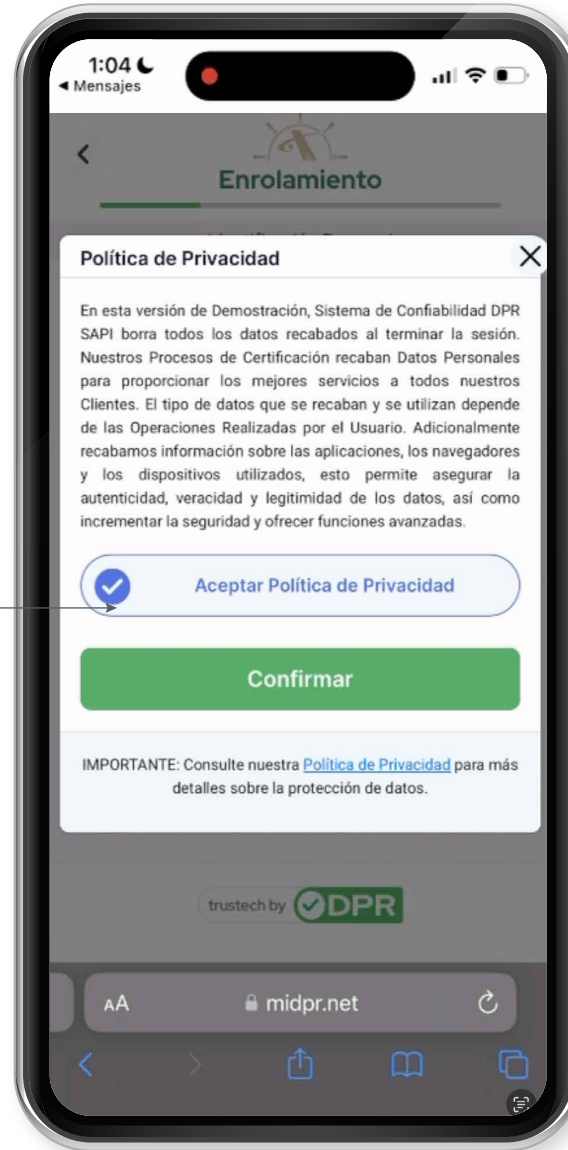 1:04
◄ Mensajes
Enrolamiento
Política de Privacidad
En esta versión de Demostración, Sistema de Confiabilidad DPR
SAPI borra todos los datos recabados al terminar la sesión.
Nuestros Procesos de Certificación recaban Datos Personales
para proporcionar los mejores servicios a todos nuestros
Clientes. El tipo de datos que se recaban y se utilizan depende
de las Operaciones Realizadas por el Usuario. Adicionalmente
recabamos información sobre las aplicaciones, los navegadores
y los dispositivos utilizados, esto permite asegurar la
autenticidad, veracidad y legitimidad de los datos, así como
incrementar la seguridad y ofrecer funciones avanzadas.
Aceptar Política de Privacidad
Confirmar
IMPORTANTE: Consulte nuestra Política de Privacidad para más
detalles sobre la protección de datos.
trustech by DPR
AA midpr.net